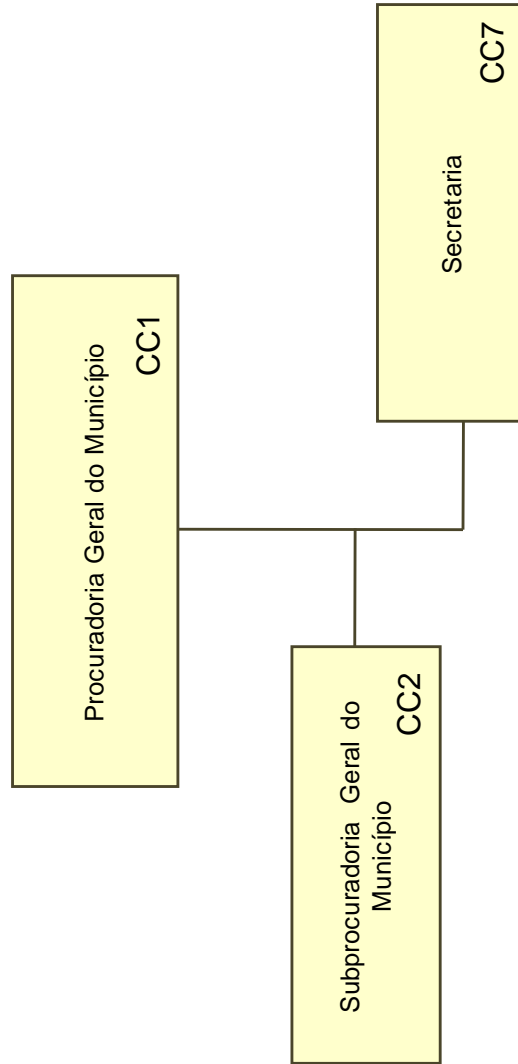 Procuradoria Geral do Município
CC1
Subprocuradoria Geral do
Município
CC2
Secretaria
CC7